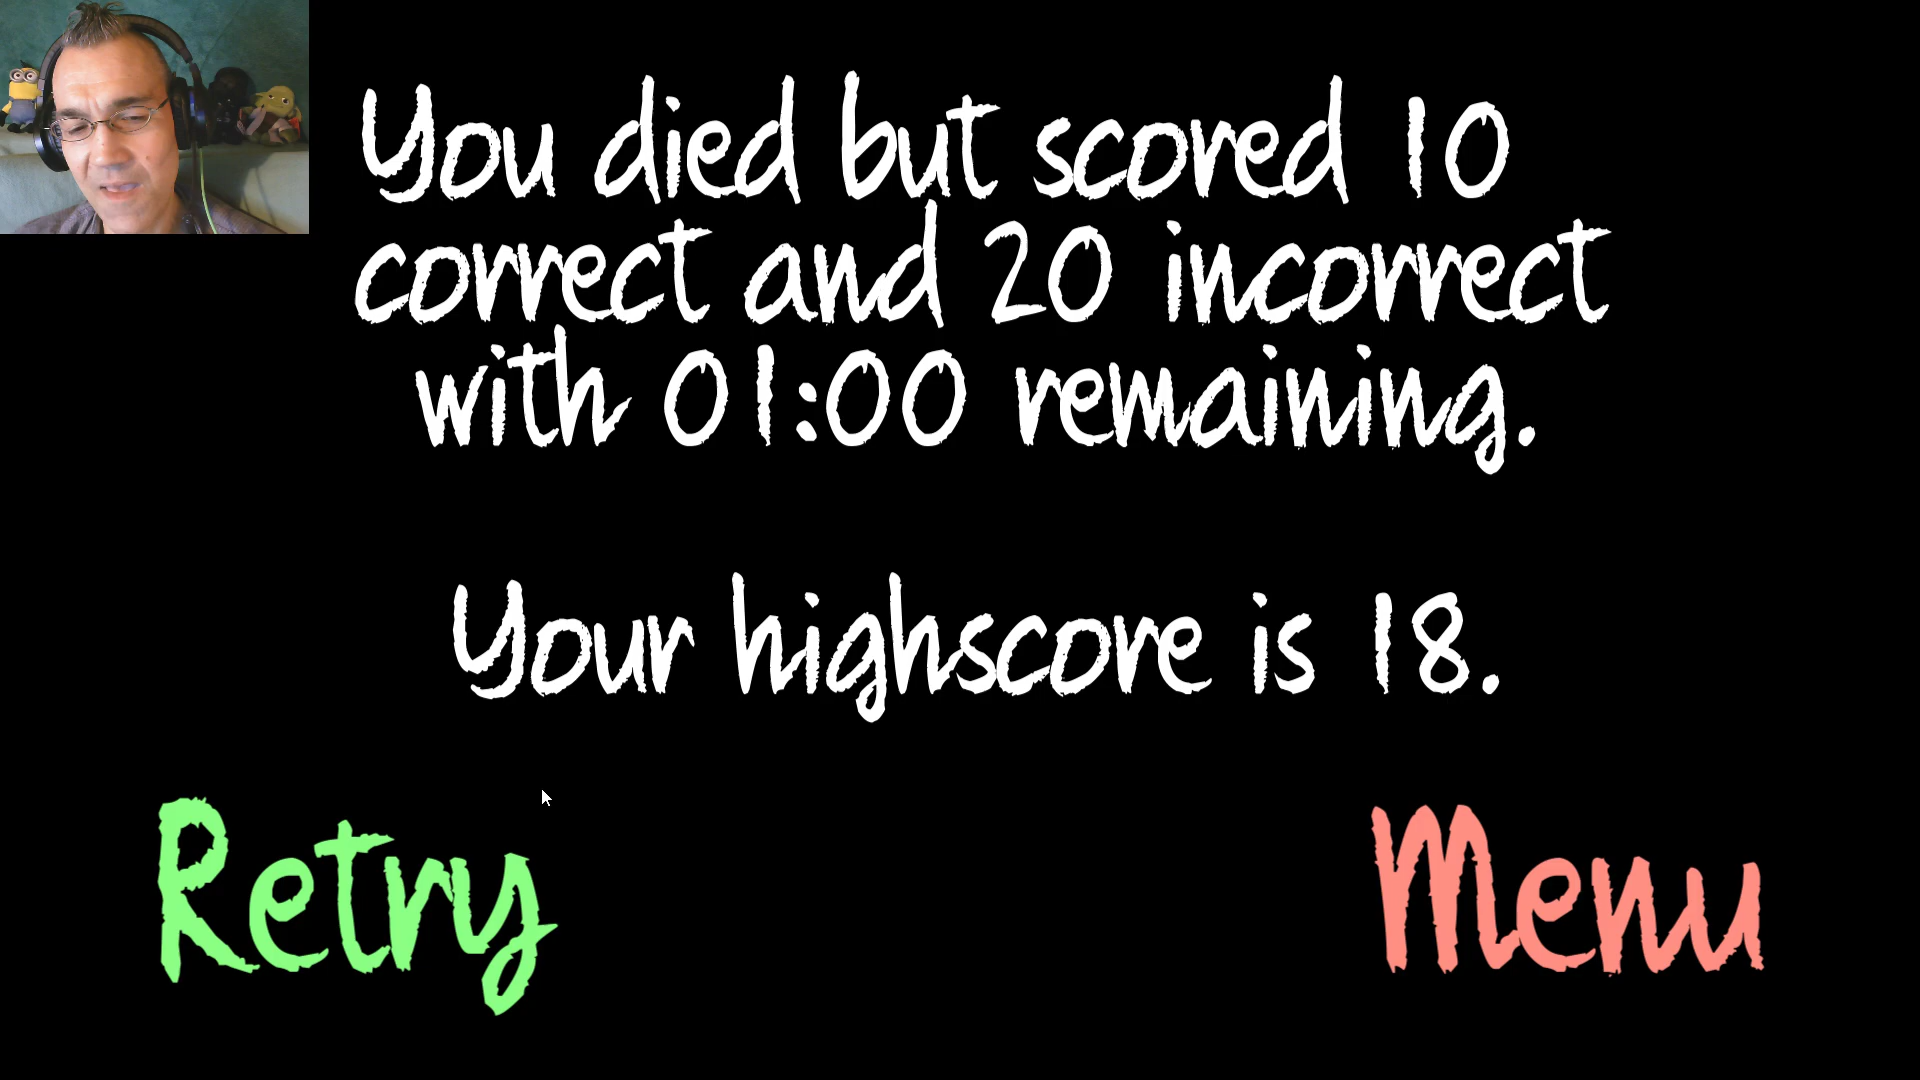 You died but scored 10
correct and 20 incorrect
with 01:00 remaining.
Your highscore is 18.
Retry
Menu